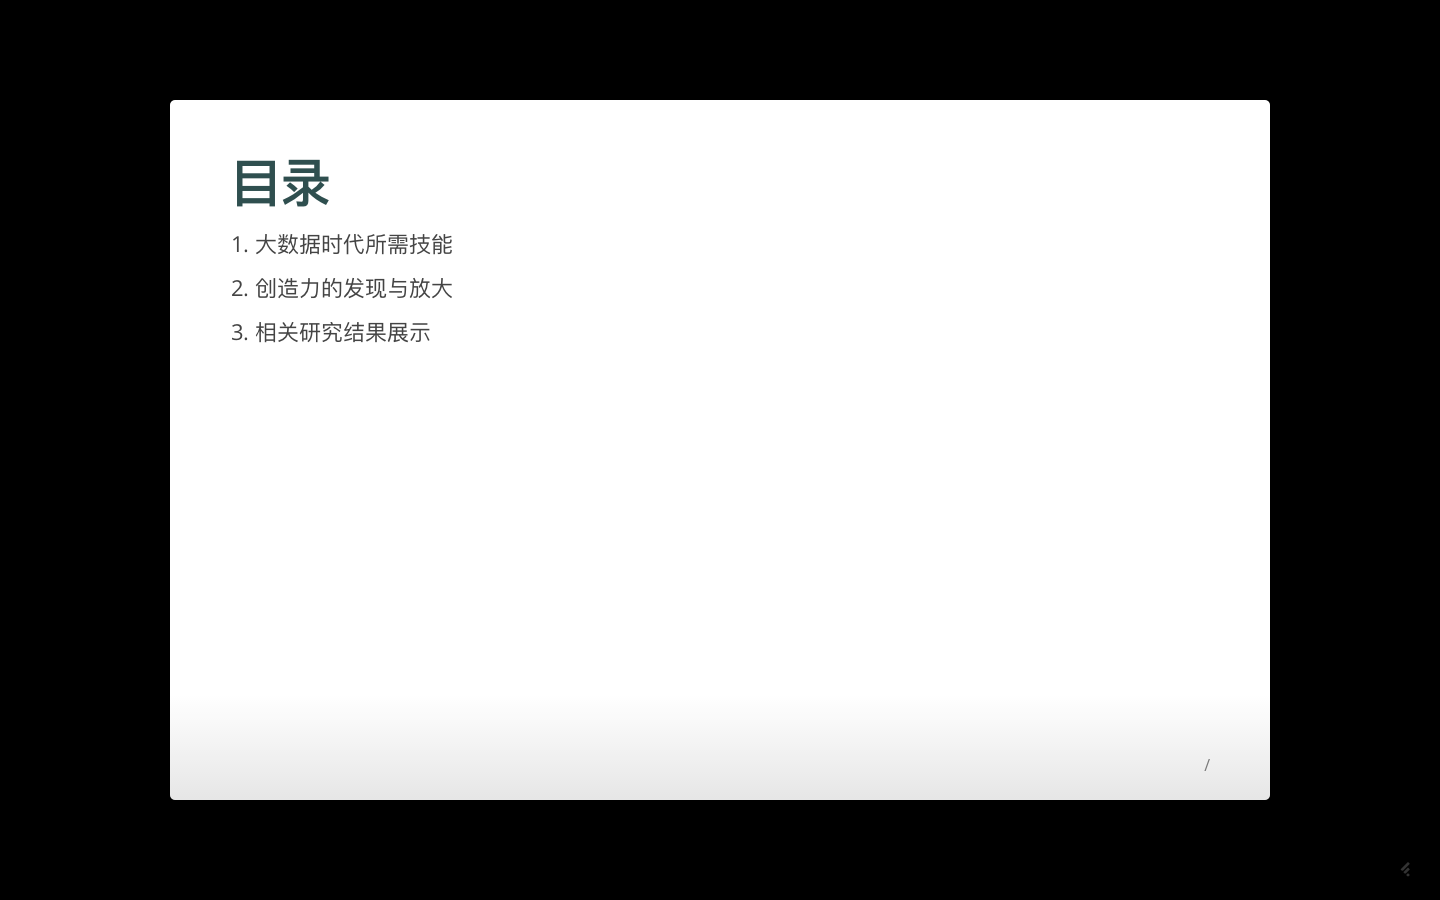 目录
1. 大数据时代所需技能
2. 创造力的发现与放大
3. 相关研究结果展示
/